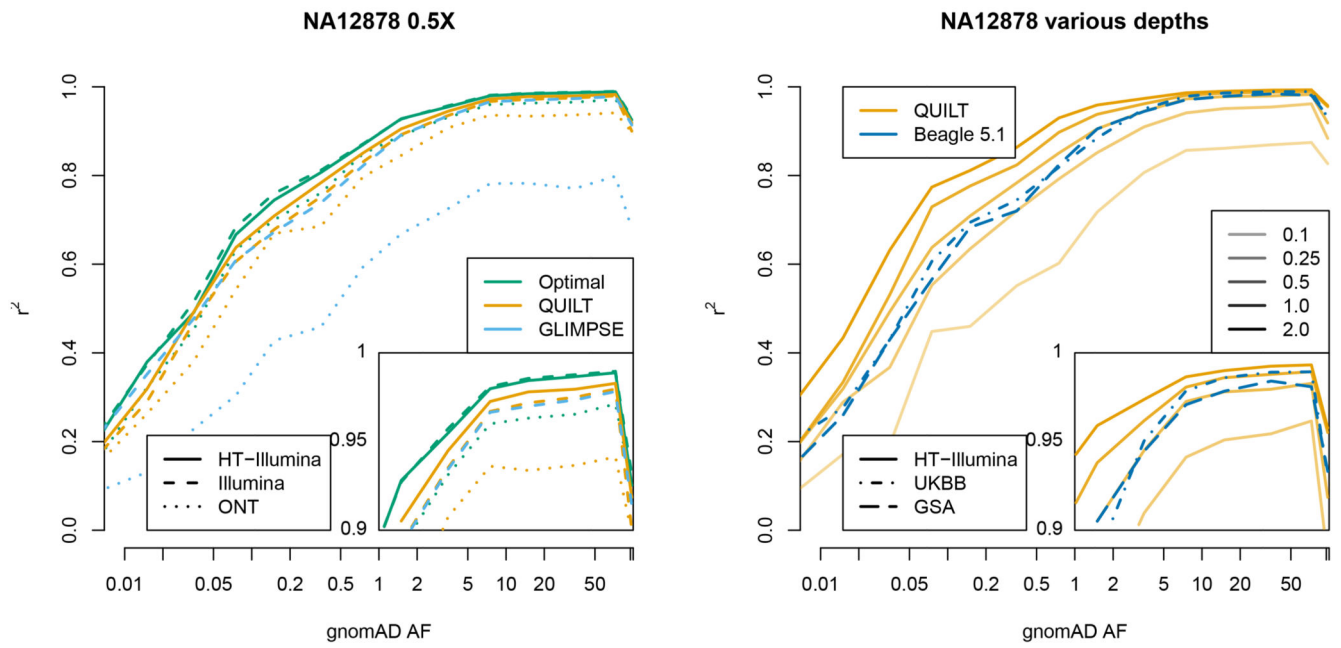 NA12878 0.5X
1.0
0.8
0.6
0.4
0.2
0.0
r²
Optimal
QUILT
GLIMPSE
1
0.95
0.9
HT−Illumina
Illumina
ONT
0.01 0.05 0.2 0.5 1 2 5 10 20 50
gnomAD AF
NA12878 various depths
1.0
0.8
0.6
0.4
0.2
0.0
r²
QUILT
Beagle 5.1
0.1
0.25
0.5
1.0
2.0
1
0.95
0.9
HT−Illumina
UKBB
GSA
0.01 0.05 0.2 0.5 1 2 5 10 20 50
gnomAD AF